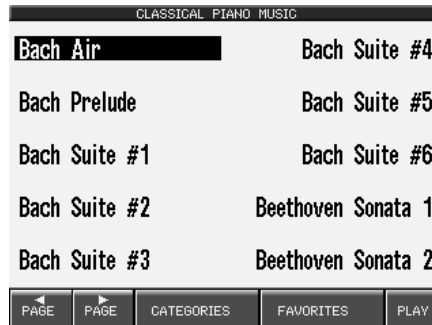 CLASSICAL PIANO MUSIC
Bach Air
Bach Prelude
Bach Suite #1
Bach Suite #2
Bach Suite #3
Bach Suite #4
Bach Suite #5
Bach Suite #6
Beethoven Sonata 1
Beethoven Sonata 2
PAGE PAGE CATEGORIES FAVORITES PLAY